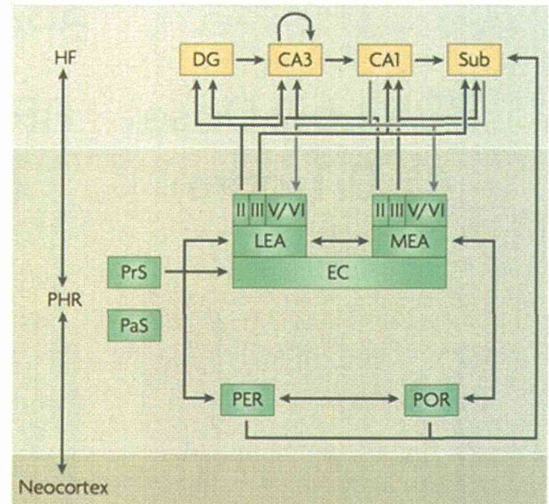 HF
DG CA3 CA1 Sub
II III V/VI II III V/VI
LEA MEA
EC
PrS
PHR
PaS
PER POR
Neocortex